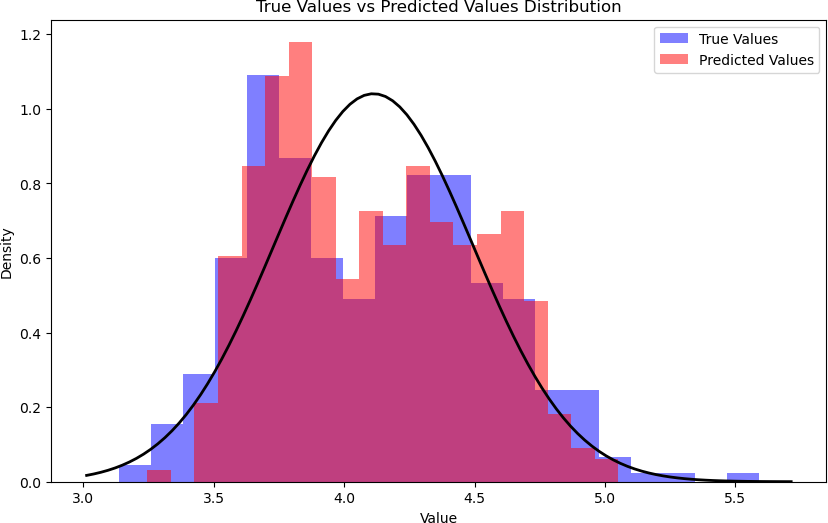 True Values vs Predicted Values Distribution
True Values
Predicted Values
1.2
1.0
0.8
0.6
0.4
0.2
0.0
Density
3.0 3.5 4.0 4.5 5.0 5.5
Value